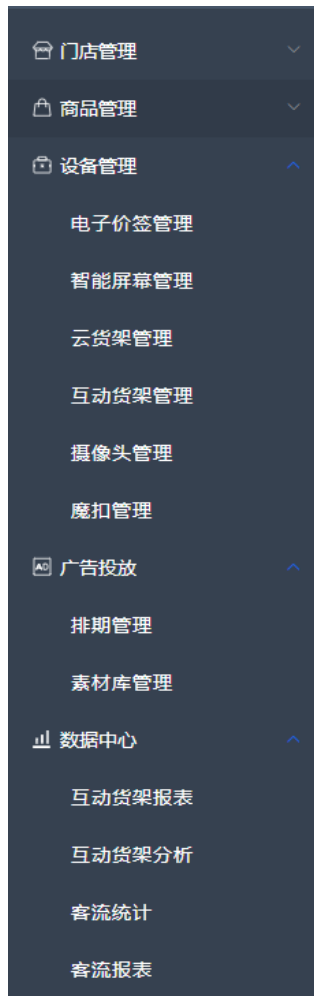 门店管理
商品管理
设备管理
电子价签管理
智能屏幕管理
云货架管理
互动货架管理
摄像头管理
魔扣管理
AD 广告投放
排期管理
素材库管理
数据中心
互动货架报表
互动货架分析
客流统计
客流报表